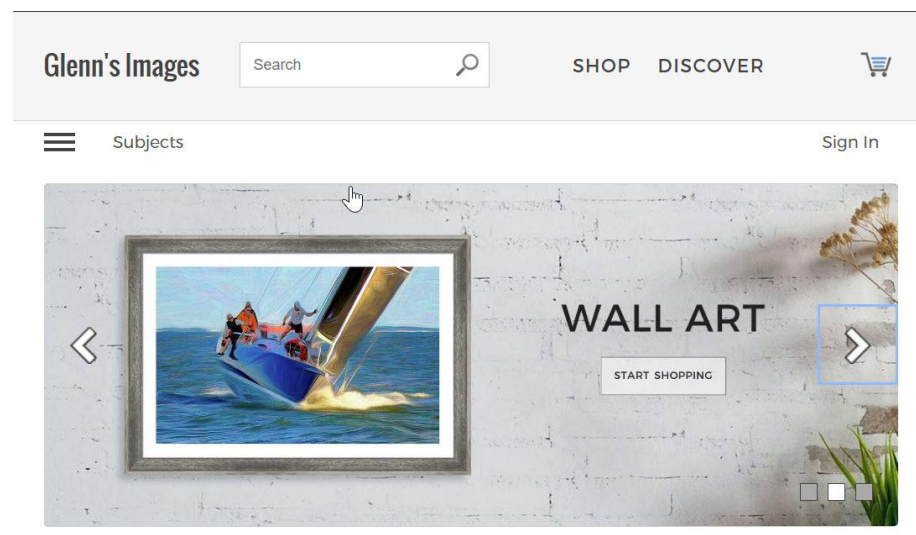 Glenn's Images
Search
SHOP DISCOVER
Subjects
Sign In
WALL ART
START SHOPPING